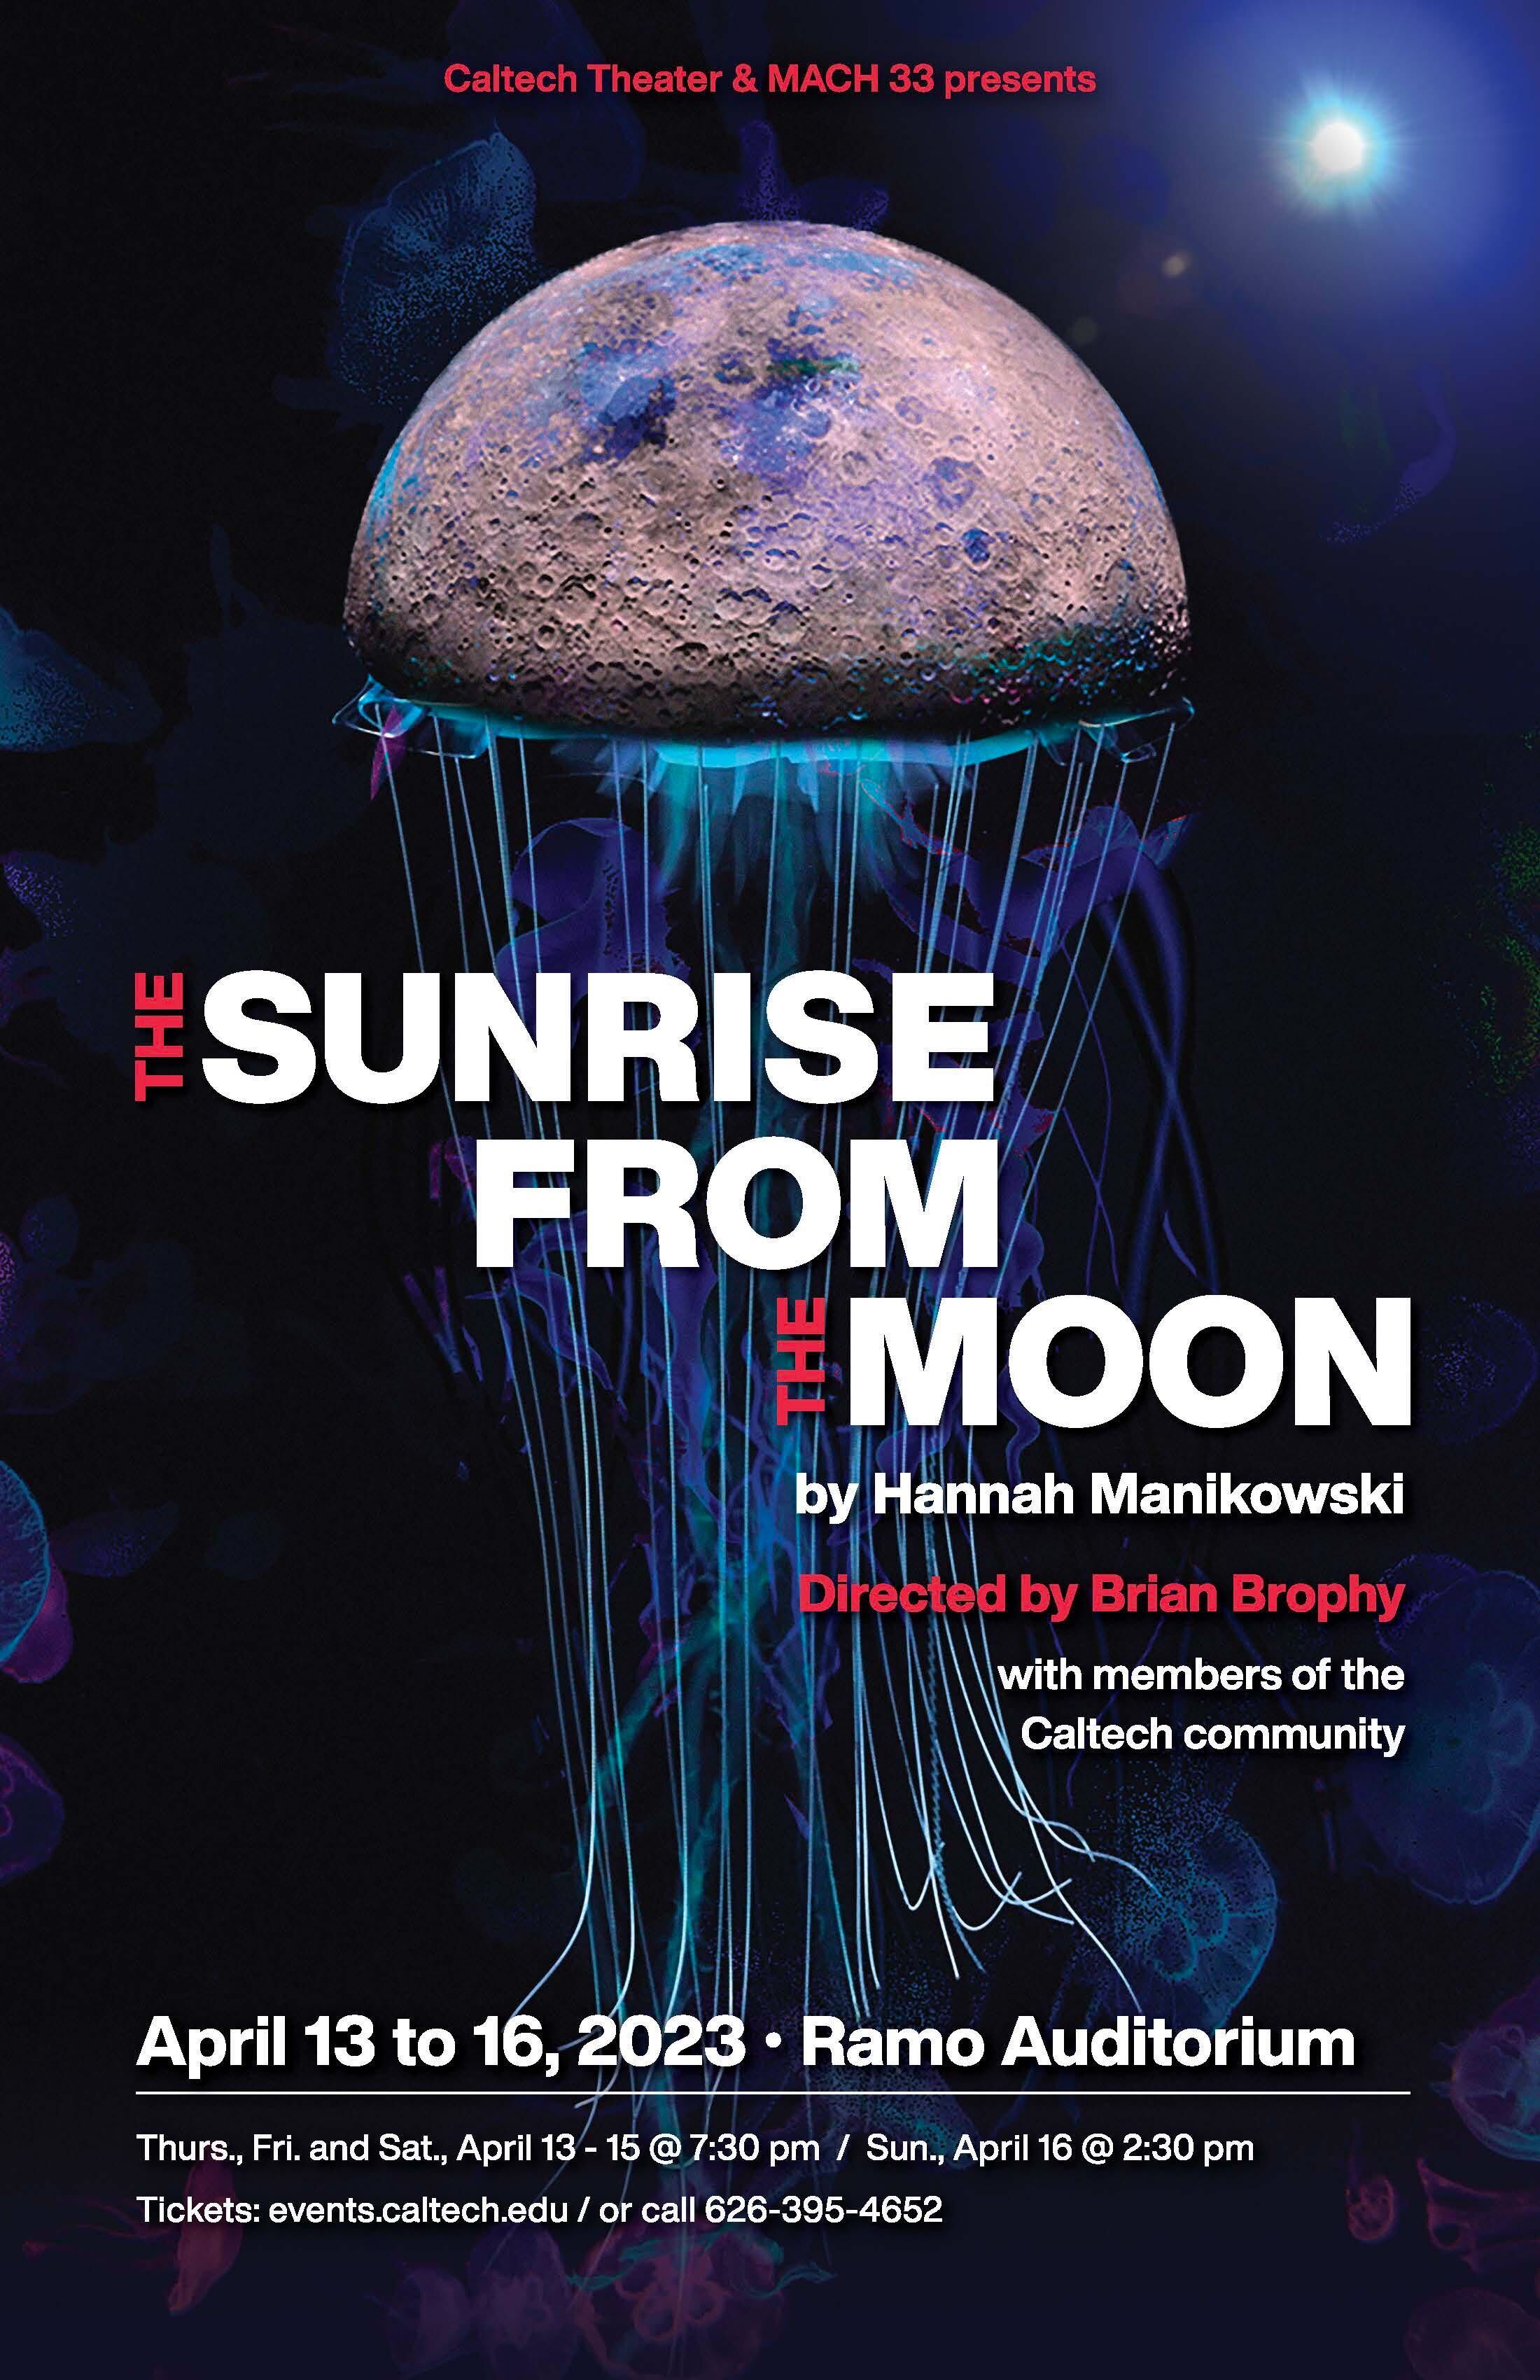 Caltech Theater & MACH 33 presents
THE SUNRISE
FROM
THE MOON
by Hannah Manikowski
Directed by Brian Brophy
with members of the
Caltech community
April 13 to 16, 2023 • Ramo Auditorium
Thurs., Fri. and Sat., April 13 - 15 @ 7:30 pm / Sun., April 16 @ 2:30 pm
Tickets: events.caltech.edu / or call 626-395-4652